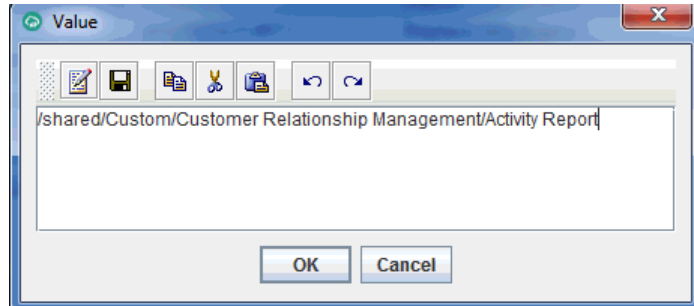 Value
/shared/Custom/Customer Relationship Management/Activity Report
OK Cancel